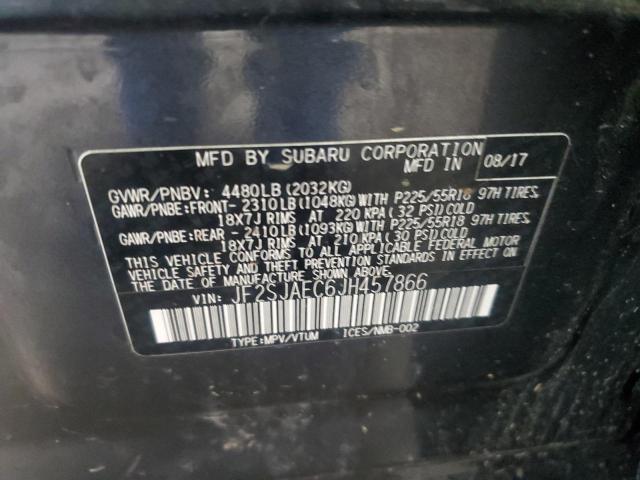 MFD BY SUBARU CORPORATION
MFD IN 08/17
GVWR/PNBV: 4480LB(2032KG)
GAWR/PNBE:FRONT- 2310LB(1048KG)WITH P225/55R18 97H TIRES,
18X7J RIMS AT 220 KPA(32 PSI)COLD
GAWR/PNBE:REAR - 2410LB(1093KG)WITH P225/55R18 97H TIRES,
18X7J RIMS AT 210 KPA(30 PSI)COLD
THIS VEHICLE CONFORMS TO ALL APPLICABLE FEDERAL MOTOR
VEHICLE SAFETY AND BUMPER STANDARDS IN EFFECT ON THE
DATE OF MANUFACTURE SHOWN ABOVE.
VIN: JF2SJAEC6JH457866
TYPE:MPV/VTUM ICES/NMB-002